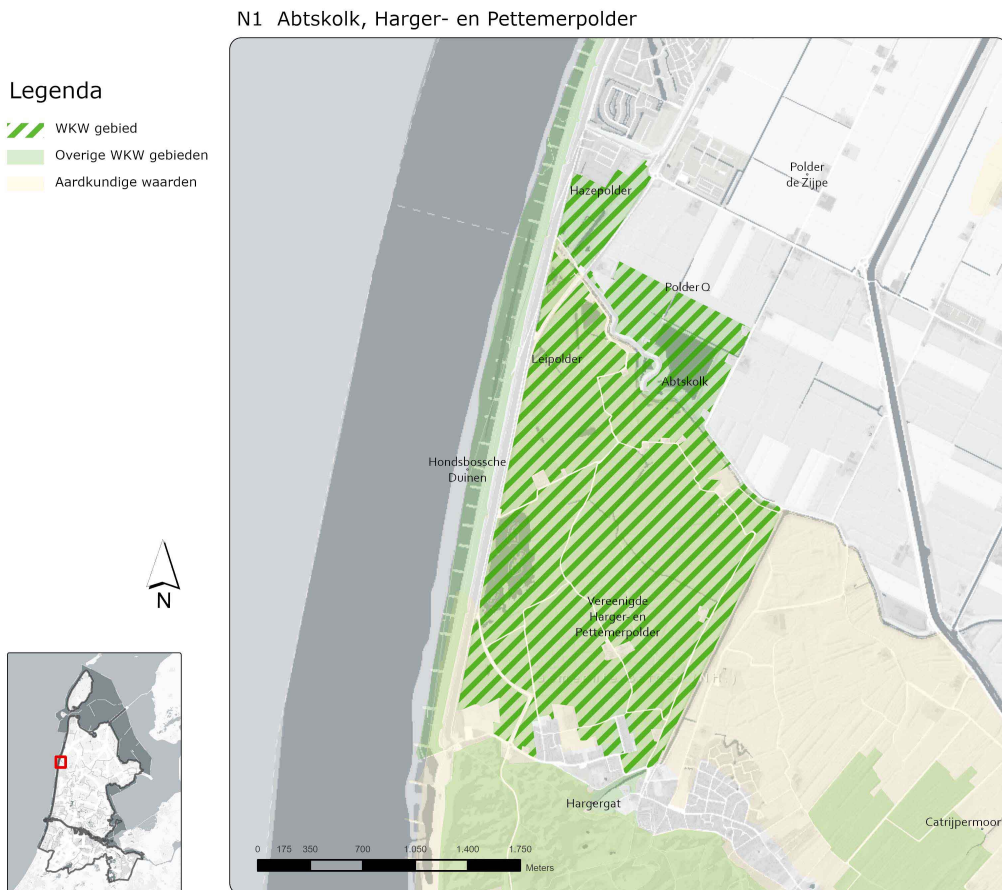 N1 Abtskolk, Harger- en Pettemerpolder
Legenda
WKW gebied
Overige WKW gebieden
Aardkundige waarden
Polder
de Zijpe
Hazepolder
Polder Q
Leipolder
Abtskolk
Hondsbossche
Duinen
Vereenigde
Harger- en
Pettemerpolder
Hargergat
Catrijpermoor
N
0 175 350 700 1.050 1.400 1.750
Meters